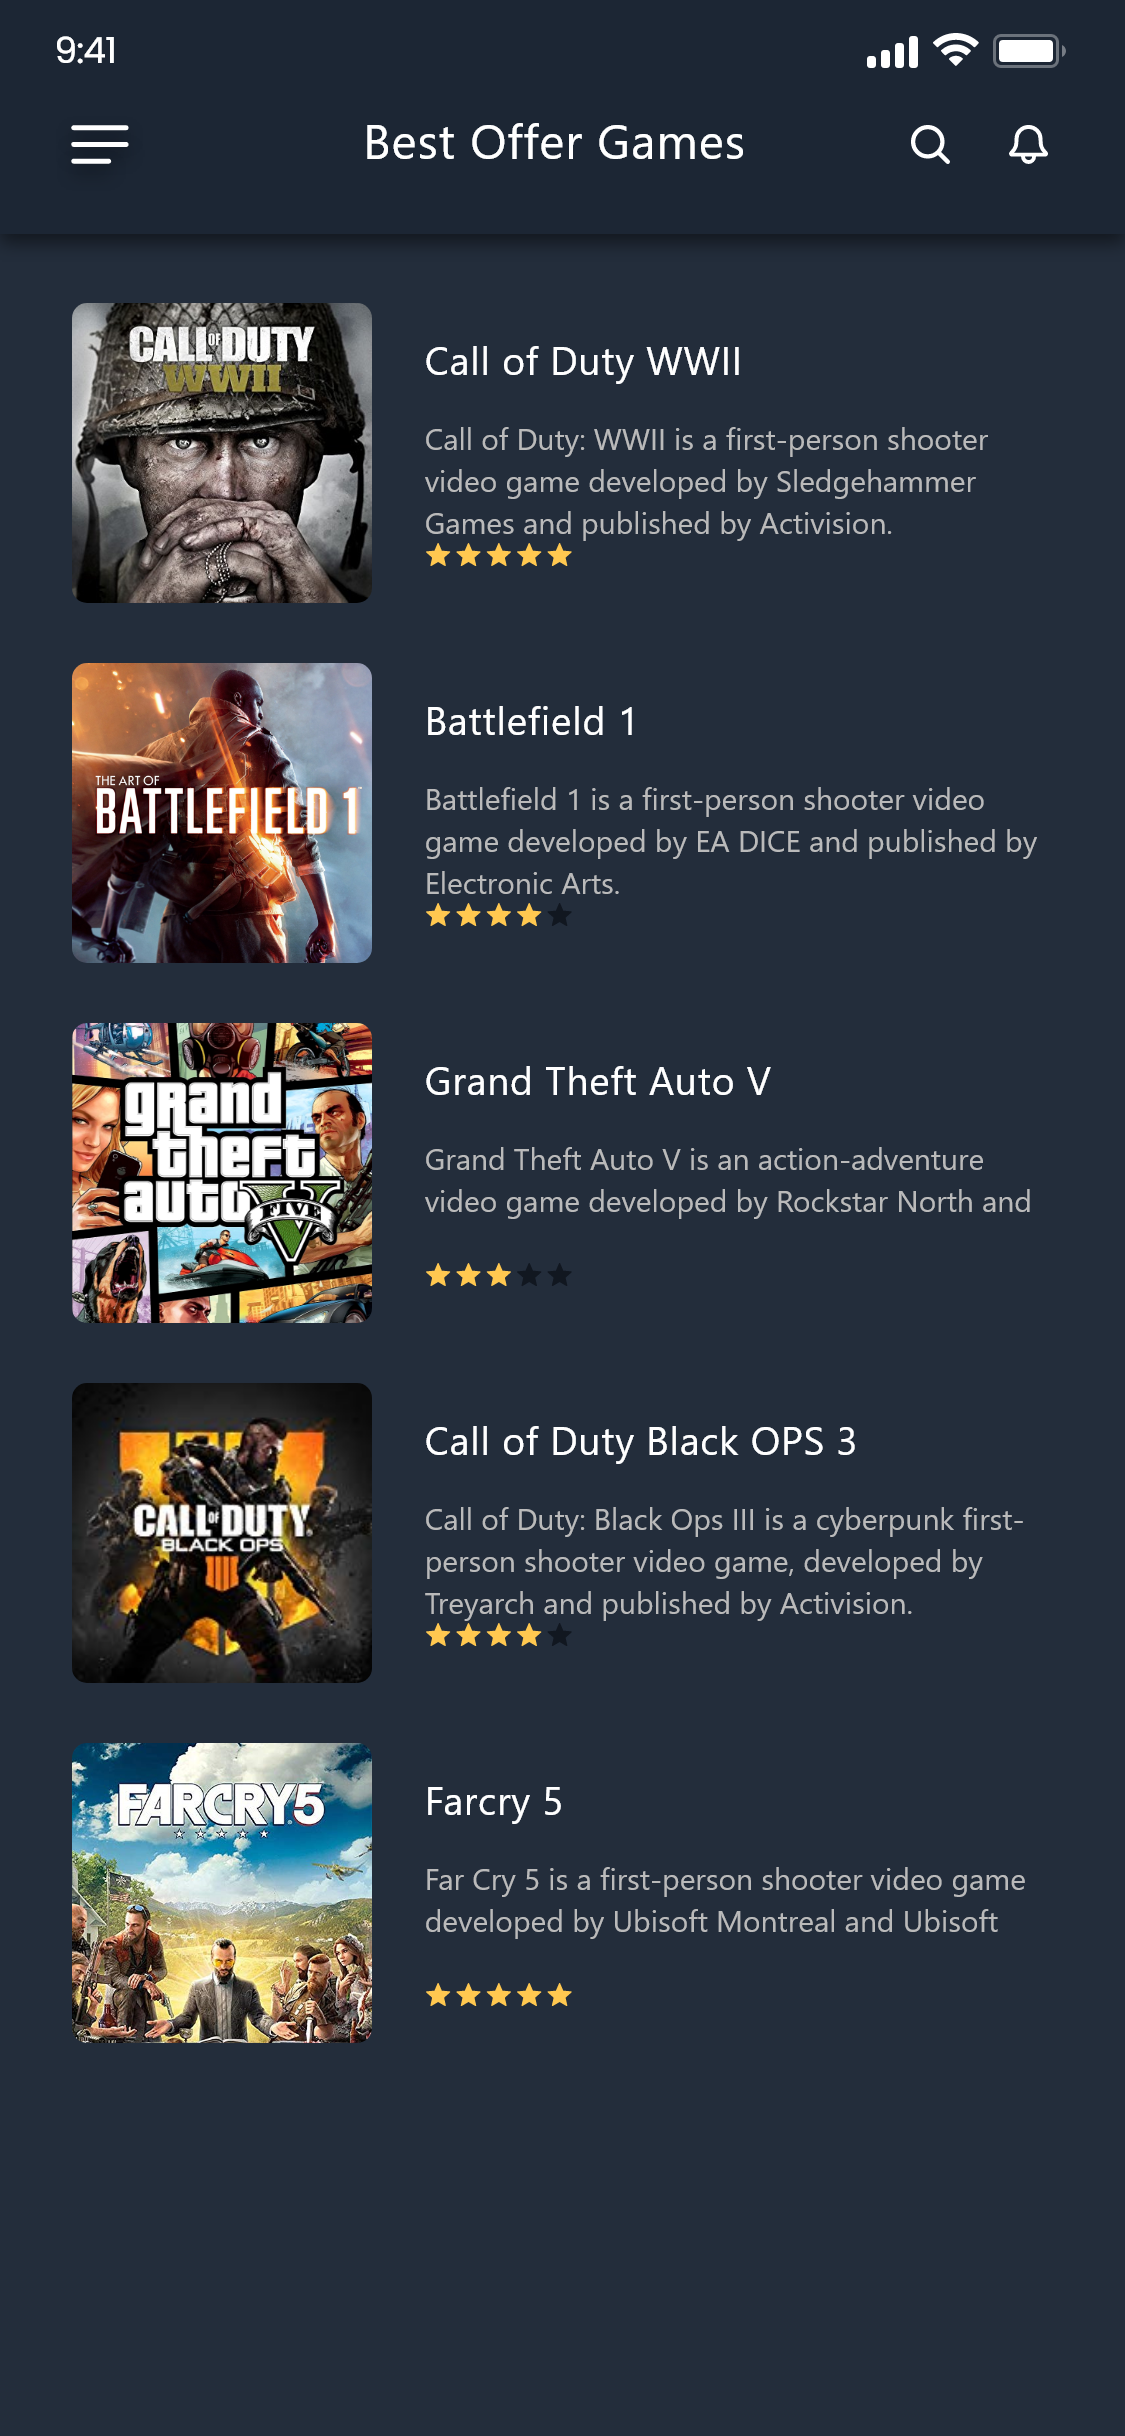 9:41
Best Offer Games
CALL OF DUTY
WWII
Call of Duty WWII
Call of Duty: WWII is a first-person shooter
video game developed by Sledgehammer
Games and published by Activision.
THE ART OF
BATTLEFIELD 1
Battlefield 1
Battlefield 1 is a first-person shooter video
game developed by EA DICE and published by
Electronic Arts.
grand
theft
auto V
FIVE
Grand Theft Auto V
Grand Theft Auto V is an action-adventure
video game developed by Rockstar North and
CALL OF DUTY
BLACK OPS
IIII
Call of Duty Black OPS 3
Call of Duty: Black Ops III is a cyberpunk first-
person shooter video game, developed by
Treyarch and published by Activision.
FARCRY 5
Farcry 5
Far Cry 5 is a first-person shooter video game
developed by Ubisoft Montreal and Ubisoft